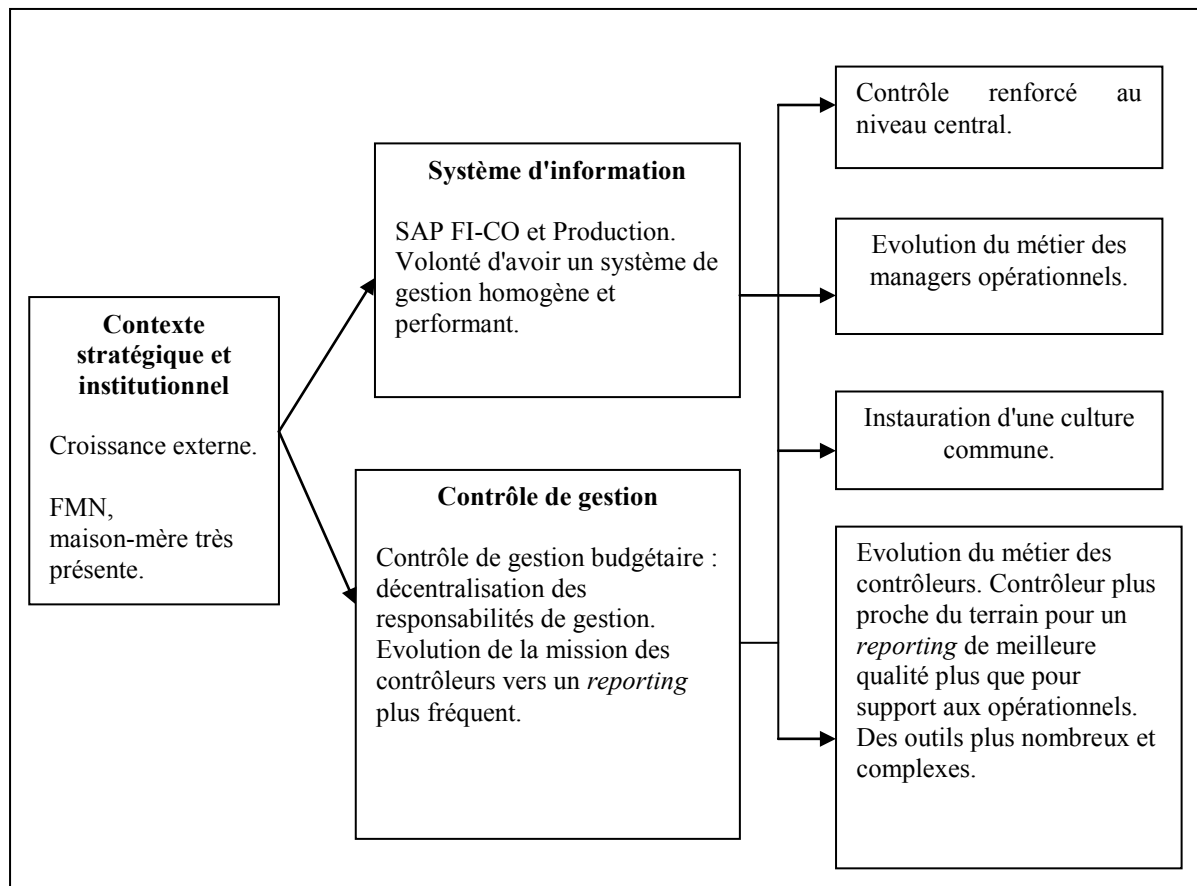 Contexte
stratégique et
institutionnel
Croissance externe.
FMN,
maison-mère très
présente.
Système d'information
SAP FI-CO et Production.
Volonté d'avoir un système de
gestion homogène et
performant.
Contrôle de gestion
Contrôle de gestion budgétaire :
décentralisation des
responsabilités de gestion.
Evolution de la mission des
contrôleurs vers un reporting
plus fréquent.
Contrôle renforcé au
niveau central.
Evolution du métier des
managers opérationnels.
Instauration d'une culture
commune.
Evolution du métier des
contrôleurs. Contrôleur plus
proche du terrain pour un
reporting de meilleure
qualité plus que pour
support aux opérationnels.
Des outils plus nombreux et
complexes.